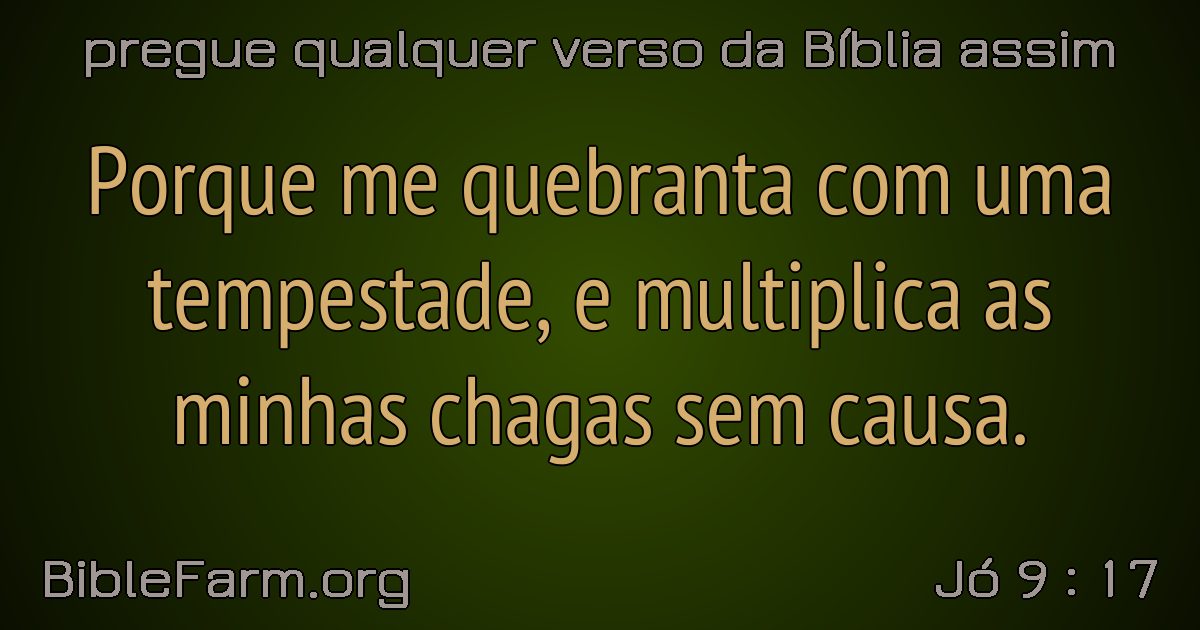 pregue qualquer verso da Bíblia assim
Porque me quebranta com uma
tempestade, e multiplica as
minhas chagas sem causa.
BibleFarm.org
Jó 9 : 17